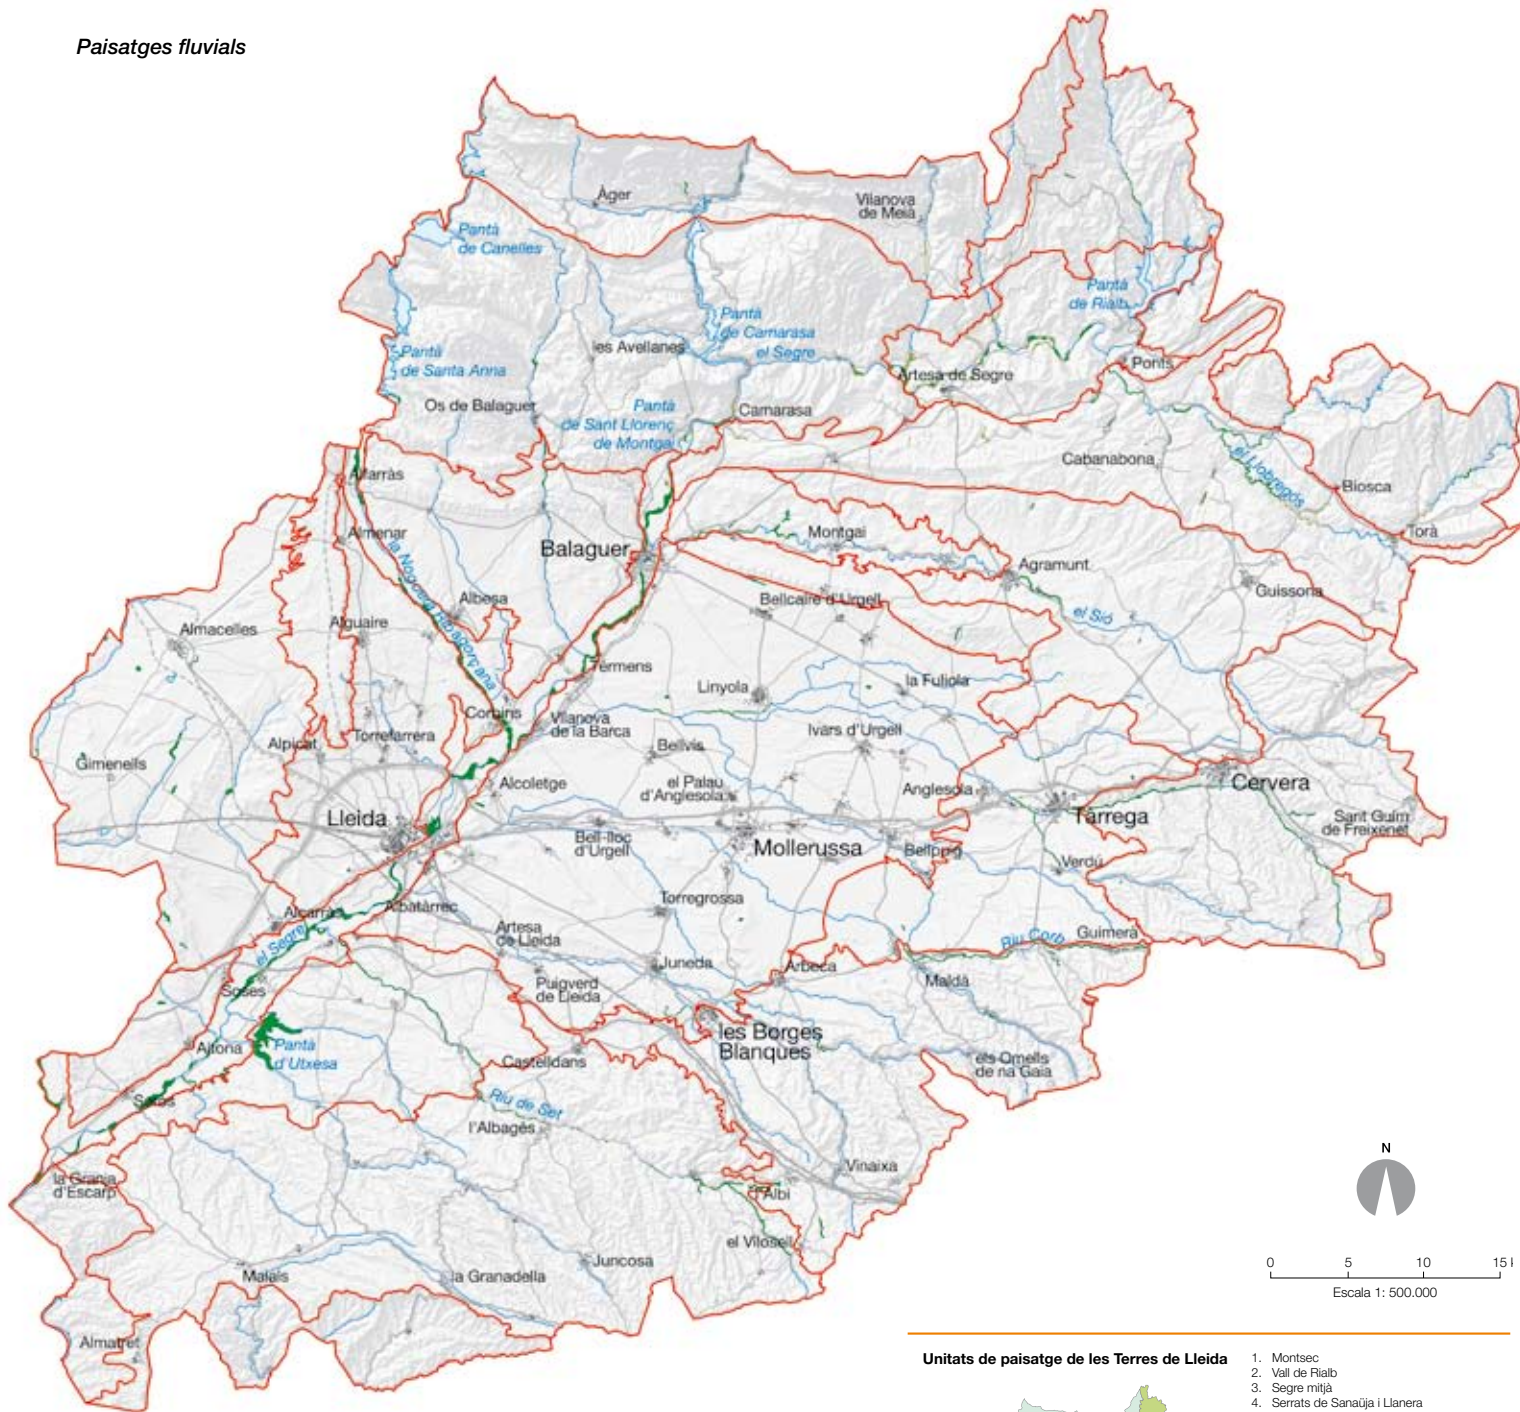 Paisatges fluvials
Àger
Vilanova
de Meià
Pantà
de Canelles
Pantà
de Rialb
Pantà
de Camarasa
el Segre
les Avellanes
Pantà
de Santa Anna
Ponts
Artesa de Segre
Os de Balaguer
Pantà
de Sant Llorenç
de Montgai
Camarasa
Cabanabona
el Llobregós
Biosca
Alfarràs
Torà
Almenar
Balaguer
Montgai
Agramunt
Guissona
la Noguera Ribagorçana
Albesa
Bellcaire d'Urgell
el Sió
Almacelles
Alguaire
Térmens
Linyola
la Fuliola
Corbins
Vilanova
de la Barca
Ivars d'Urgell
Alpicat
Torrefarrera
Bellvís
Gimenells
Alcoletge
el Palau
d'Anglesola
Anglesola
Cervera
Lleida
Tàrrega
Sant Guim
de Freixenet
Bell-lloc
d'Urgell
Mollerussa
Bellpuig
Verdú
Torregrossa
Alcarràs
Albatàrrec
Artesa
de Lleida
el Segre
Riu Corb
Guimerà
Juneda
Arbeca
Maldà
Soses
Puigverd
de Lleida
les Borges
Blanques
Aitona
Pantà
d'Utxesa
Castelldans
els Omells
de na Gaia
Seròs
Riu de Set
l'Albagés
Vinaixa
la Granja
d'Escarp
l'Albi
el Vilosell
Juncosa
Maials
la Granadella
Almatret
N
0 5 10 15
Escala 1: 500.000
Unitats de paisatge de les Terres de Lleida
1. Montsec
2. Vall de Rialb
3. Segre mitjà
4. Serrats de Sanaüja i Llanera